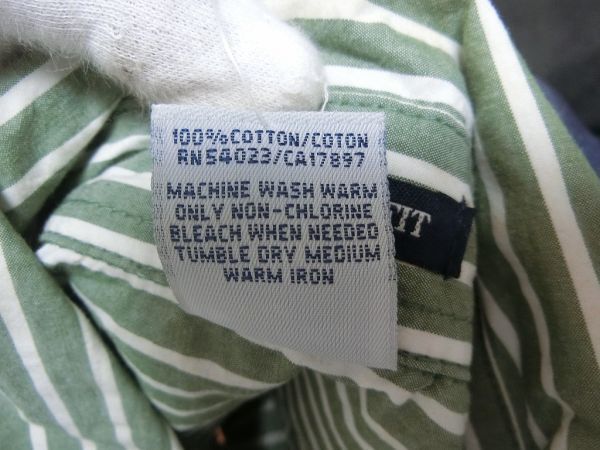 100%COTTON/COTON
RN54023/CA17897
MACHINE WASH WARM
ONLY NON-CHLORINE
BLEACH WHEN NEEDED
TUMBLE DRY MEDIUM
WARM IRON
FIT